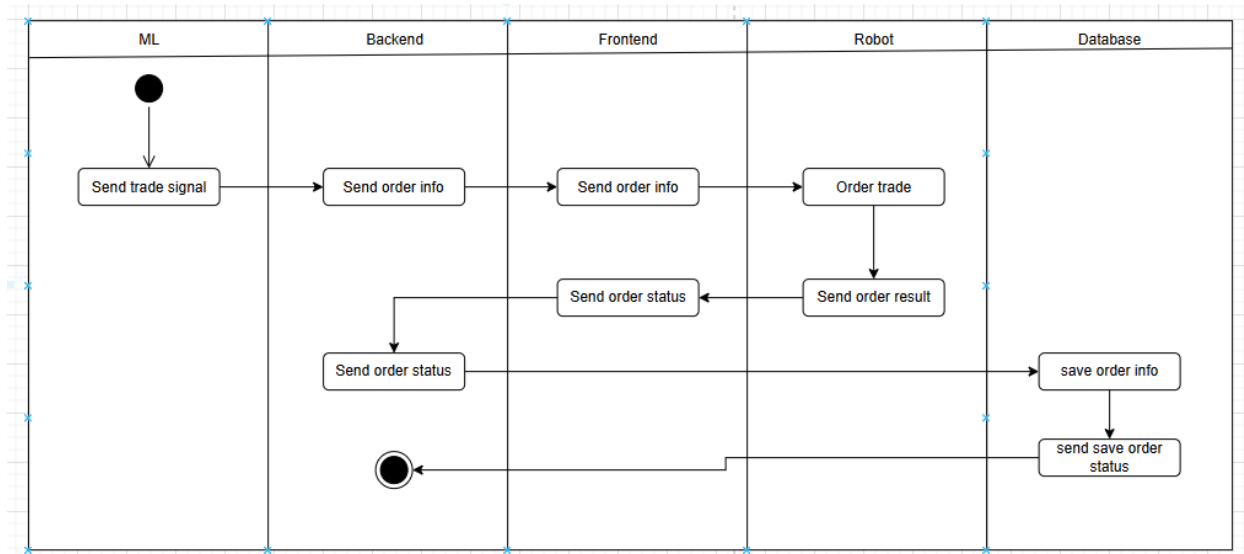 ML
Backend
Frontend
Robot
Database
Send trade signal
Send order info
Send order info
Order trade
Send order status
Send order result
Send order status
save order info
send save order
status